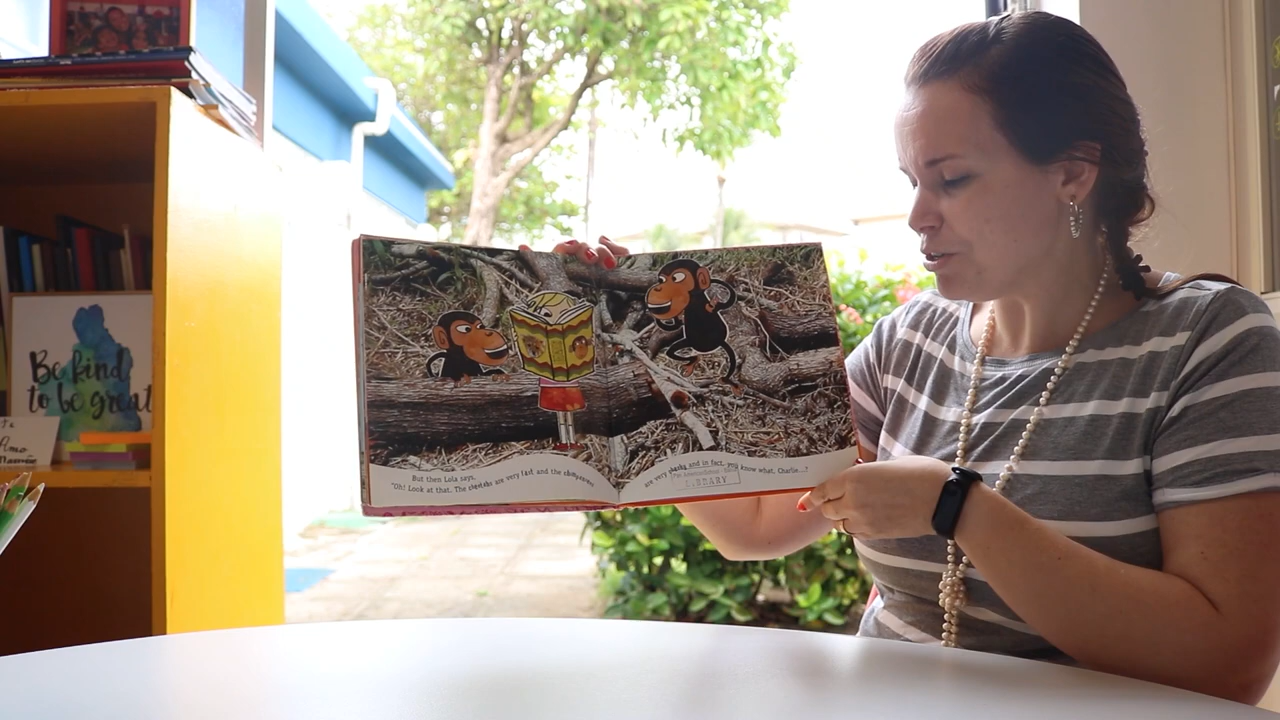 Be kind
to be great
Amo
But then Lola says,
"Oh! Look at that. The cheetahs are very fast and the chimpanzees
are very cheeky and in fact, you know what, Charlie...?
LIBRARY